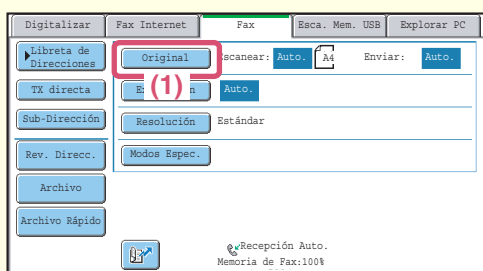 Digitalizar Fax Internet Fax Esca. Mem. USB Explorar PC
Libreta de Direcciones
Original Escanear: Auto. A4 Enviar: Auto.
TX directa
(1) Auto.
Sub-Dirección
Resolución Estándar
Rev. Direcc.
Modos Espec.
Archivo
Archivo Rápido
Recepción Auto.
Memoria de Fax:100%